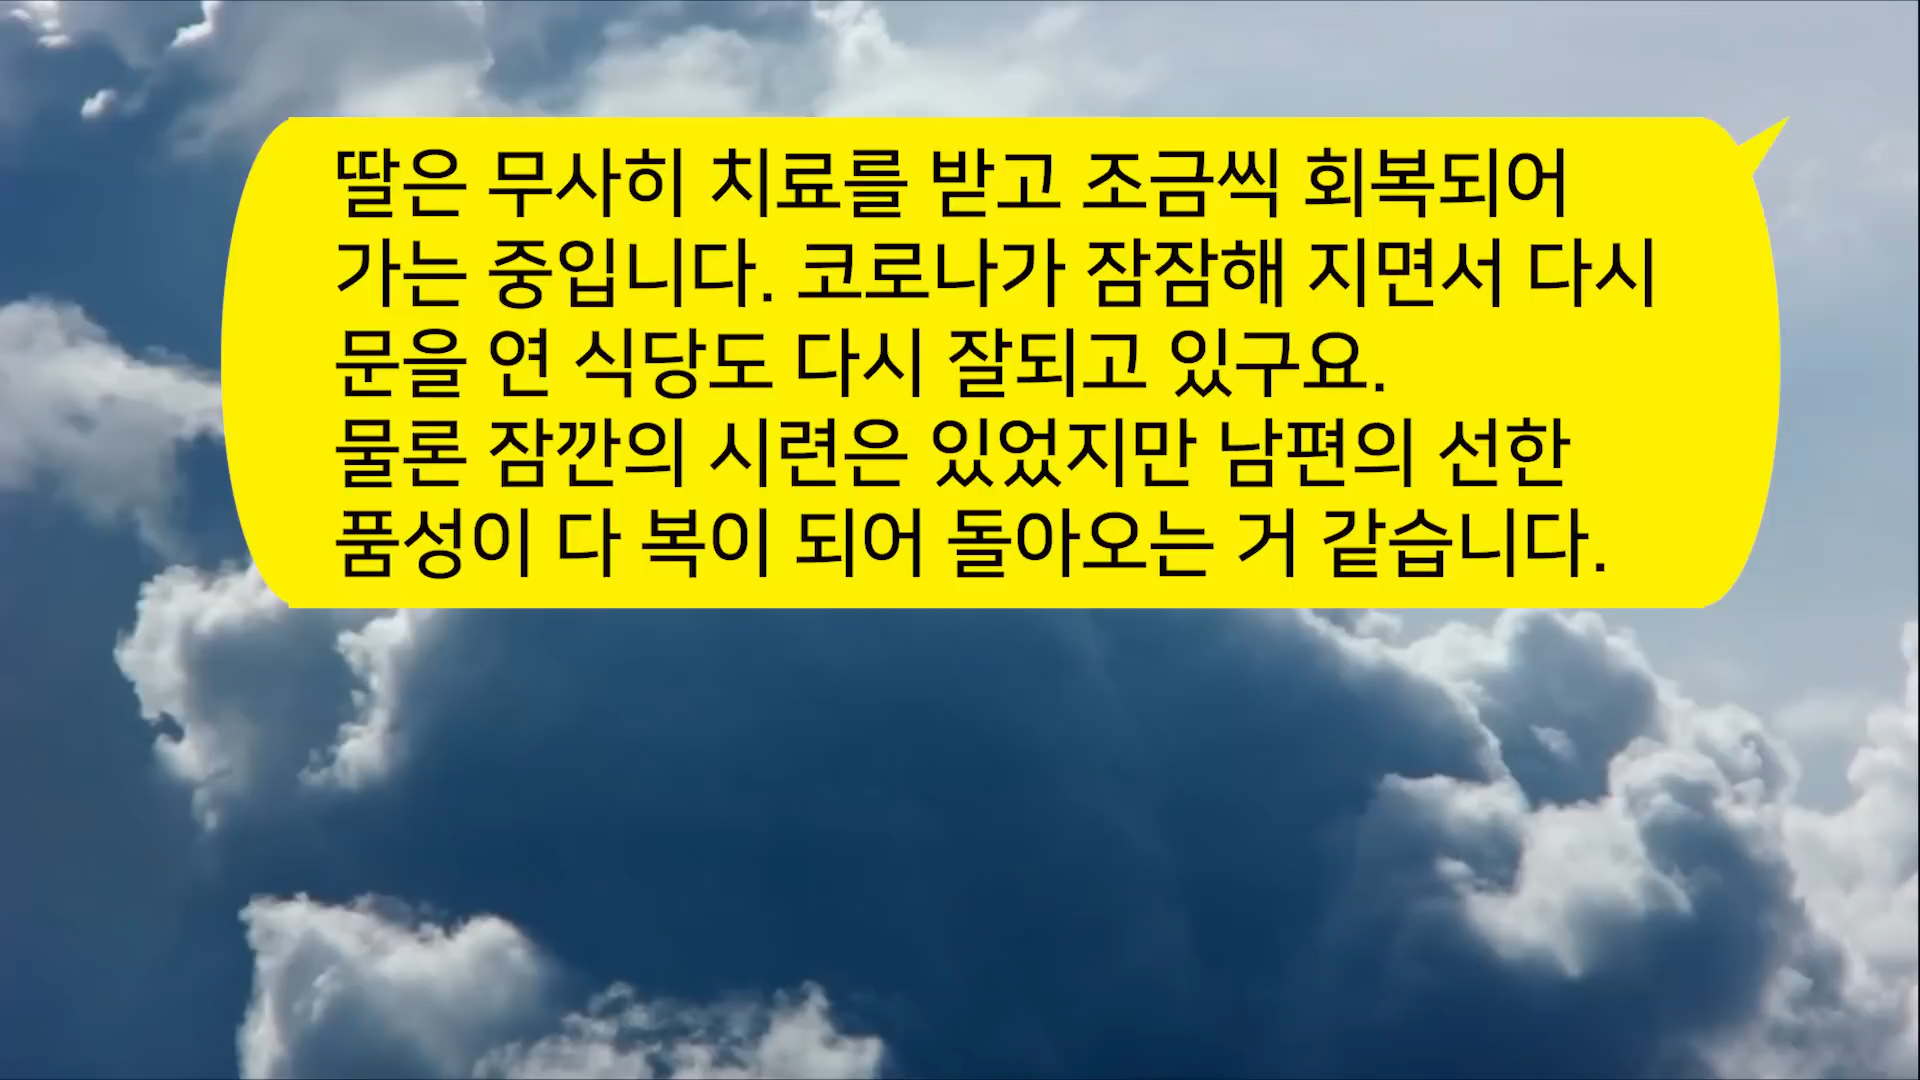 딸은 무사히 치료를 받고 조금씩 회복되어
가는 중입니다. 코로나가 잠잠해 지면서 다시
문을 연 식당도 다시 잘되고 있구요.
물론 잠깐의 시련은 있었지만 남편의 선한
품성이 다 복이 되어 돌아오는 거 같습니다.